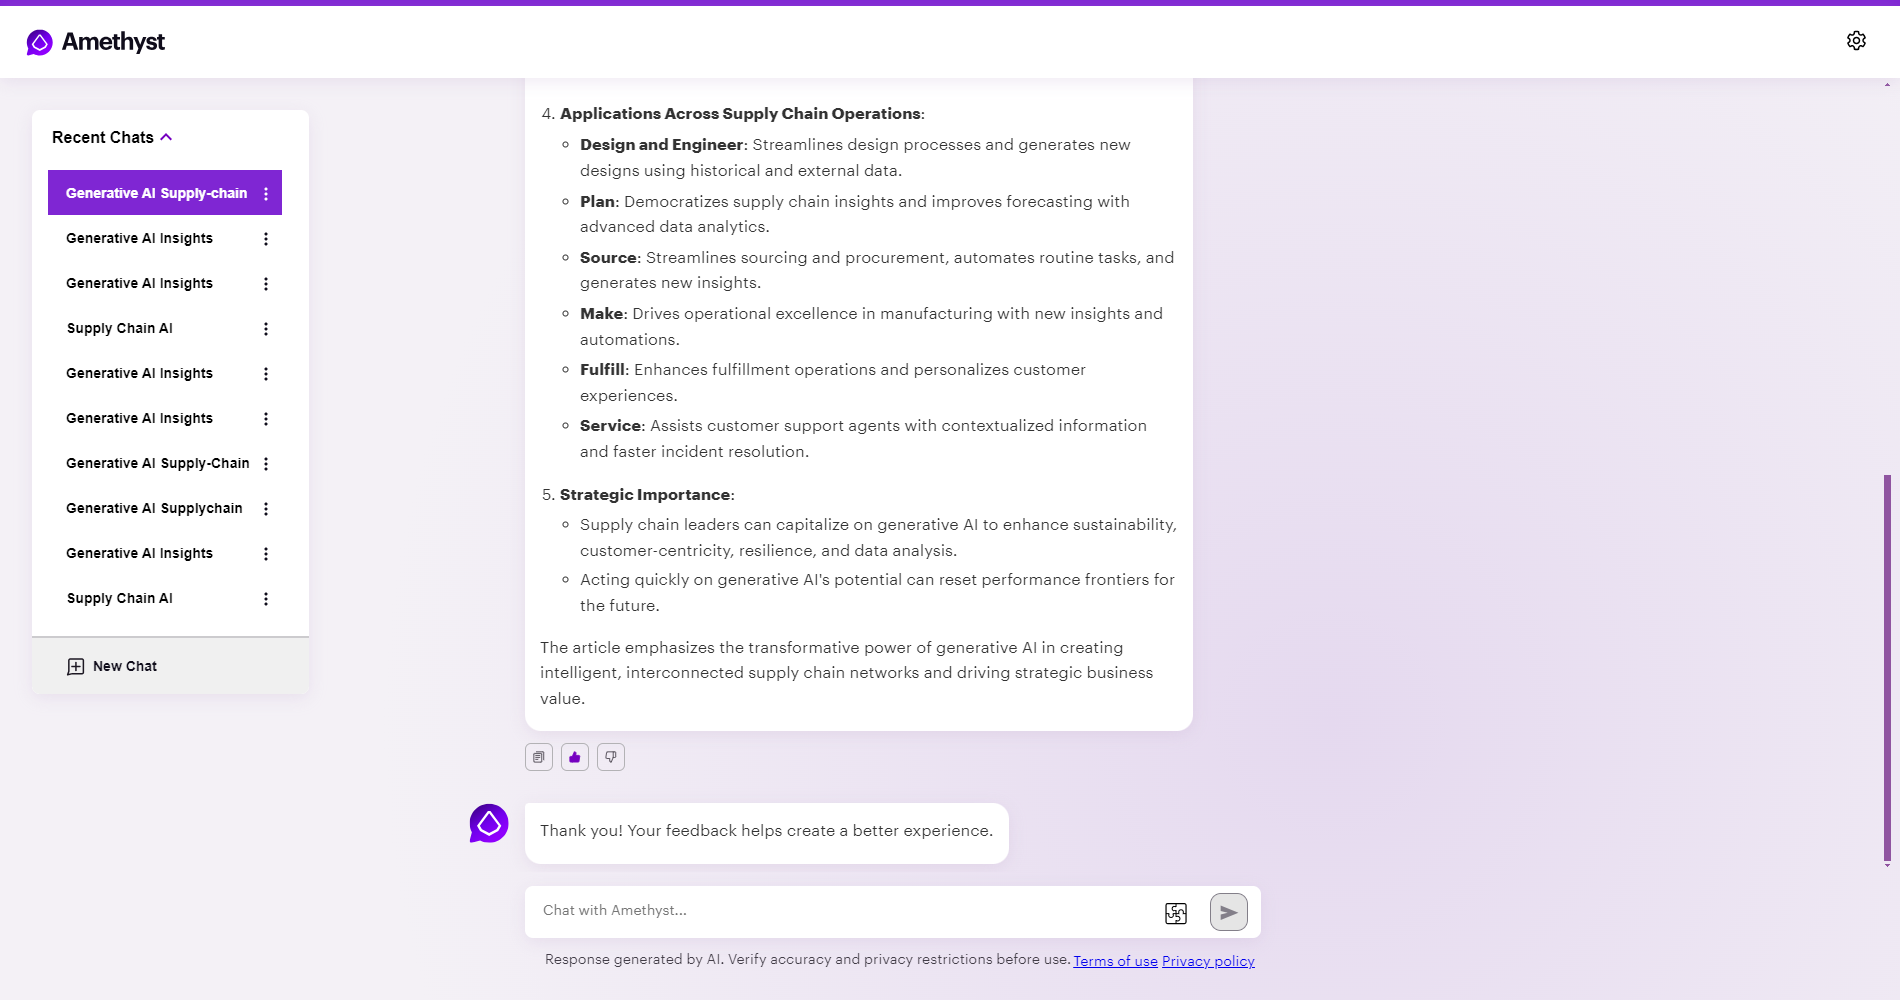 Amethyst
Recent Chats
Generative AI Supply-chain
Generative AI Insights
Generative AI Insights
Supply Chain AI
Generative AI Insights
Generative AI Insights
Generative AI Supply-Chain
Generative AI Supplychain
Generative AI Insights
Supply Chain AI
New Chat
4. Applications Across Supply Chain Operations:
Design and Engineer: Streamlines design processes and generates new
designs using historical and external data.
Plan: Democratizes supply chain insights and improves forecasting with
advanced data analytics.
Source: Streamlines sourcing and procurement, automates routine tasks, and
generates new insights.
Make: Drives operational excellence in manufacturing with new insights and
automations.
Fulfill: Enhances fulfillment operations and personalizes customer
experiences.
Service: Assists customer support agents with contextualized information
and faster incident resolution.
5. Strategic Importance:
Supply chain leaders can capitalize on generative AI to enhance sustainability,
customer-centricity, resilience, and data analysis.
Acting quickly on generative AI's potential can reset performance frontiers for
the future.
The article emphasizes the transformative power of generative AI in creating
intelligent, interconnected supply chain networks and driving strategic business
value.
Thank you! Your feedback helps create a better experience.
Chat with Amethyst...
Response generated by AI. Verify accuracy and privacy restrictions before use. Terms of use Privacy policy